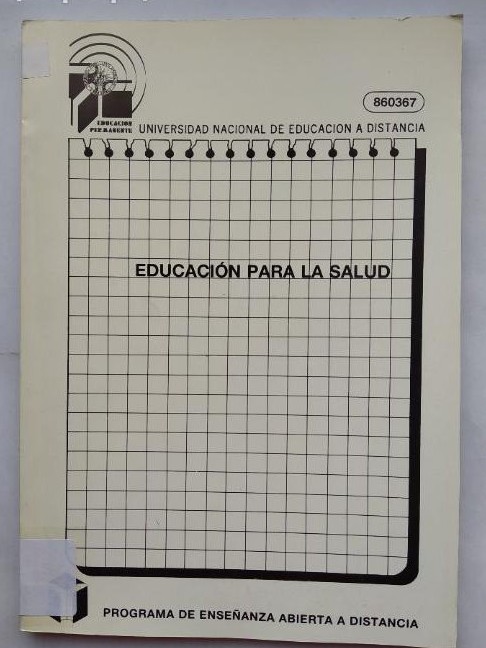 860367
EDUCACION
PERMANENTE
UNIVERSIDAD NACIONAL DE EDUCACION A DISTANCIA
EDUCACIÓN PARA LA SALUD
PROGRAMA DE ENSEÑANZA ABIERTA A DISTANCIA